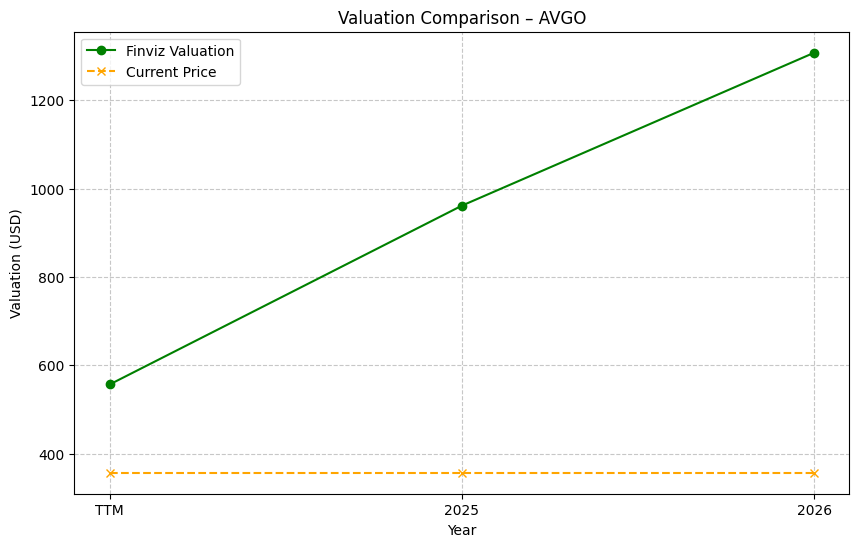 Valuation Comparison – AVGO
Finviz Valuation
Current Price
Valuation (USD)
1200
1000
800
600
400
TTM
2025
2026
Year